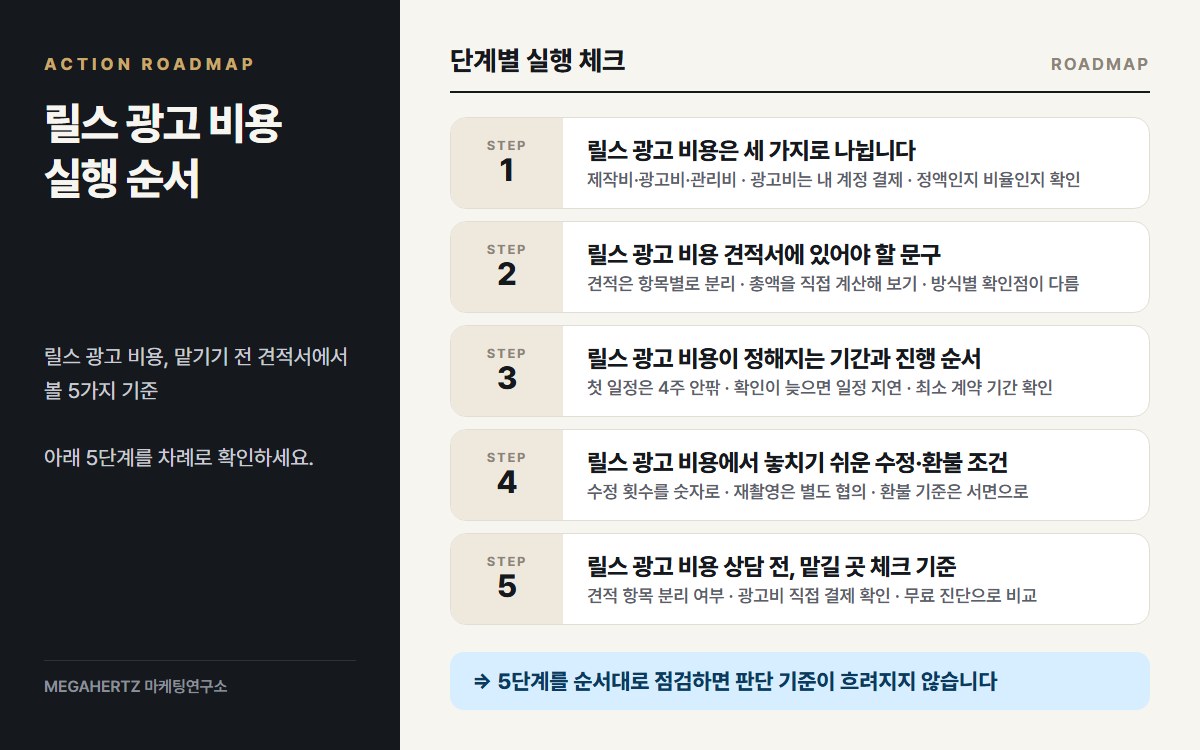 ACTION ROADMAP
릴스 광고 비용
실행 순서
릴스 광고 비용, 맡기기 전 견적서에서
볼 5가지 기준
아래 5단계를 차례로 확인하세요.
MEGAHERTZ 마케팅연구소
단계별 실행 체크
ROADMAP
STEP
1
릴스 광고 비용은 세 가지로 나뉩니다
제작비·광고비·관리비 · 광고비는 내 계정 결제 · 정액인지 비율인지 확인
STEP
2
릴스 광고 비용 견적서에 있어야 할 문구
견적은 항목별로 분리 · 총액을 직접 계산해 보기 · 방식별 확인점이 다름
STEP
3
릴스 광고 비용이 정해지는 기간과 진행 순서
첫 일정은 4주 안팎 · 확인이 늦으면 일정 지연 · 최소 계약 기간 확인
STEP
4
릴스 광고 비용에서 놓치기 쉬운 수정·환불 조건
수정 횟수를 숫자로 · 재촬영은 별도 협의 · 환불 기준은 서면으로
STEP
5
릴스 광고 비용 상담 전, 맡길 곳 체크 기준
견적 항목 분리 여부 · 광고비 직접 결제 확인 · 무료 진단으로 비교
⇒ 5단계를 순서대로 점검하면 판단 기준이 흐려지지 않습니다